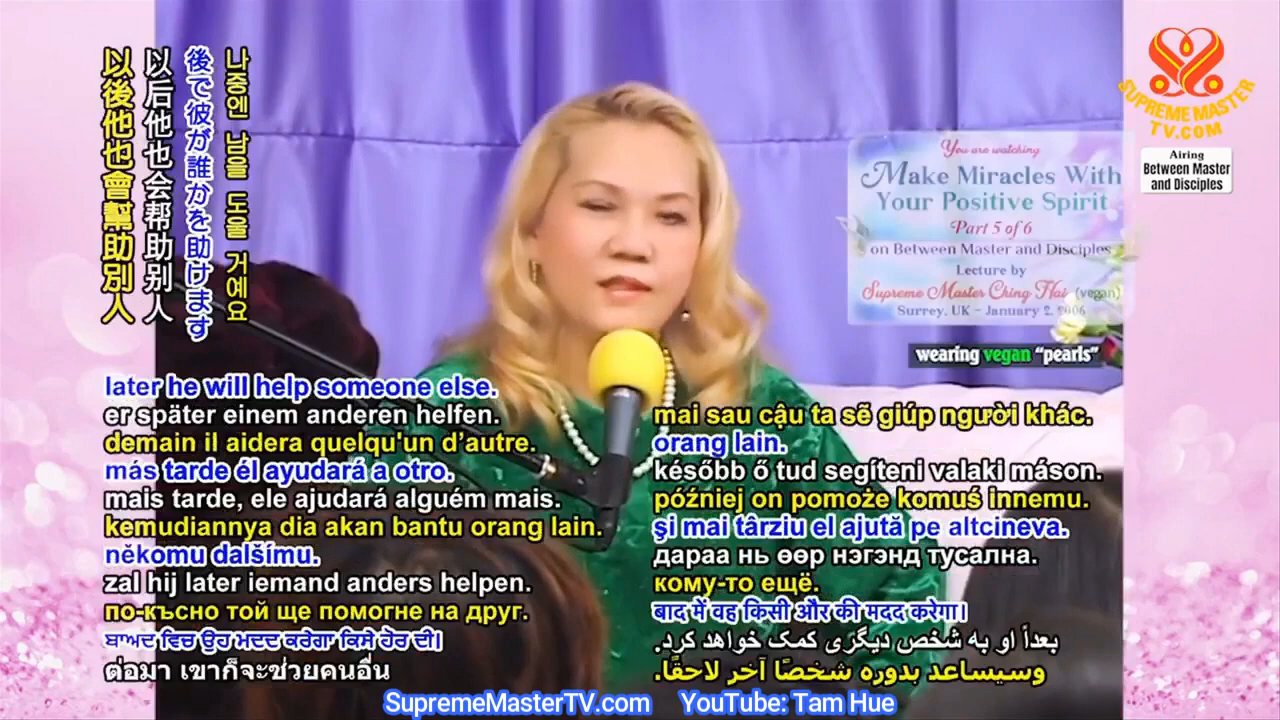 以後他也會幫助別人
以后他也会帮助别人
後で彼が誰かを助けます
나중엔 남을 도울 거예요
SUPREME MASTER
TV.COM
Airing
Between Master
and Disciples
You are watching
Make Miracles With
Your Positive Spirit
Part 5 of 6
on Between Master and Disciples
Lecture by
Supreme Master Ching Hai (vegan)
Surrey, UK – January 2, 2006
wearing vegan “pearls”
later he will help someone else.
er später einem anderen helfen.
demain il aidera quelqu'un d’autre.
más tarde él ayudará a otro.
mais tarde, ele ajudará alguém mais.
kemudiannya dia akan bantu orang lain.
někomu dalšímu.
zal hij later iemand anders helpen.
по-късно той ще помогне на друг.
ਬਾਅਦ ਵਿਚ ਉਹ ਮਦਦ ਕਰੇਗਾ ਕਿਸੇ ਹੋਰ ਦੀ।
ต่อมา เขาก็จะช่วยคนอื่น
mai sau cậu ta sẽ giúp người khác.
orang lain.
később ő tud segíteni valaki máson.
później on pomoże komuś innemu.
și mai târziu el ajută pe altcineva.
дараа нь өөр нэгэнд тусална.
кому-то ещё.
बाद में वह किसी और की मदद करेगा।
بعداً او به شخص دیگری کمک خواهد کرد.
وسيساعد بدوره شخصًا آخر لاحقًا.
SupremeMasterTV.com YouTube: Tam Hue